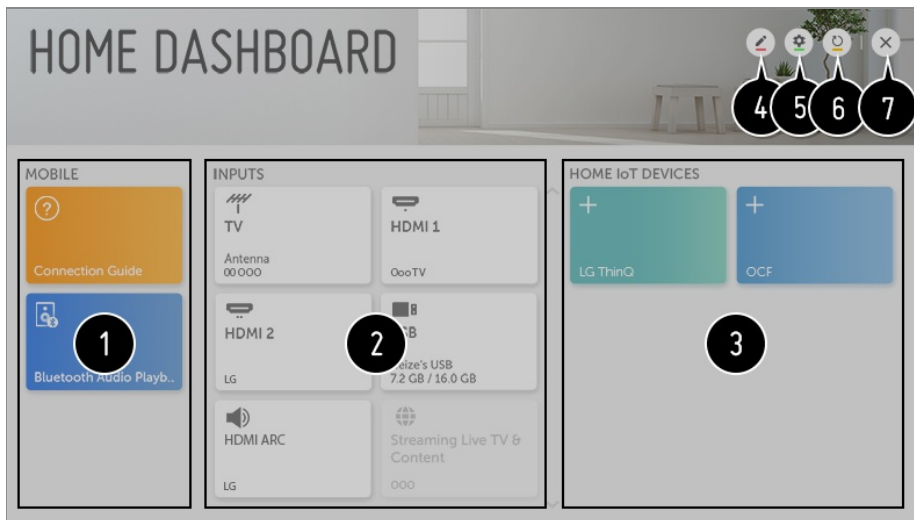 HOME DASHBOARD
4 5 6 7
MOBILE
Connection Guide
Bluetooth Audio Playb..
1
INPUTS
TV
Antenna
00 000
HDMI 1
OooTV
HDMI 2
LG
2
7.2 GB / 16.0 GB
HDMI ARC
LG
Streaming Live TV &
Content
000
HOME IoT DEVICES
LG ThinQ
OCF
3